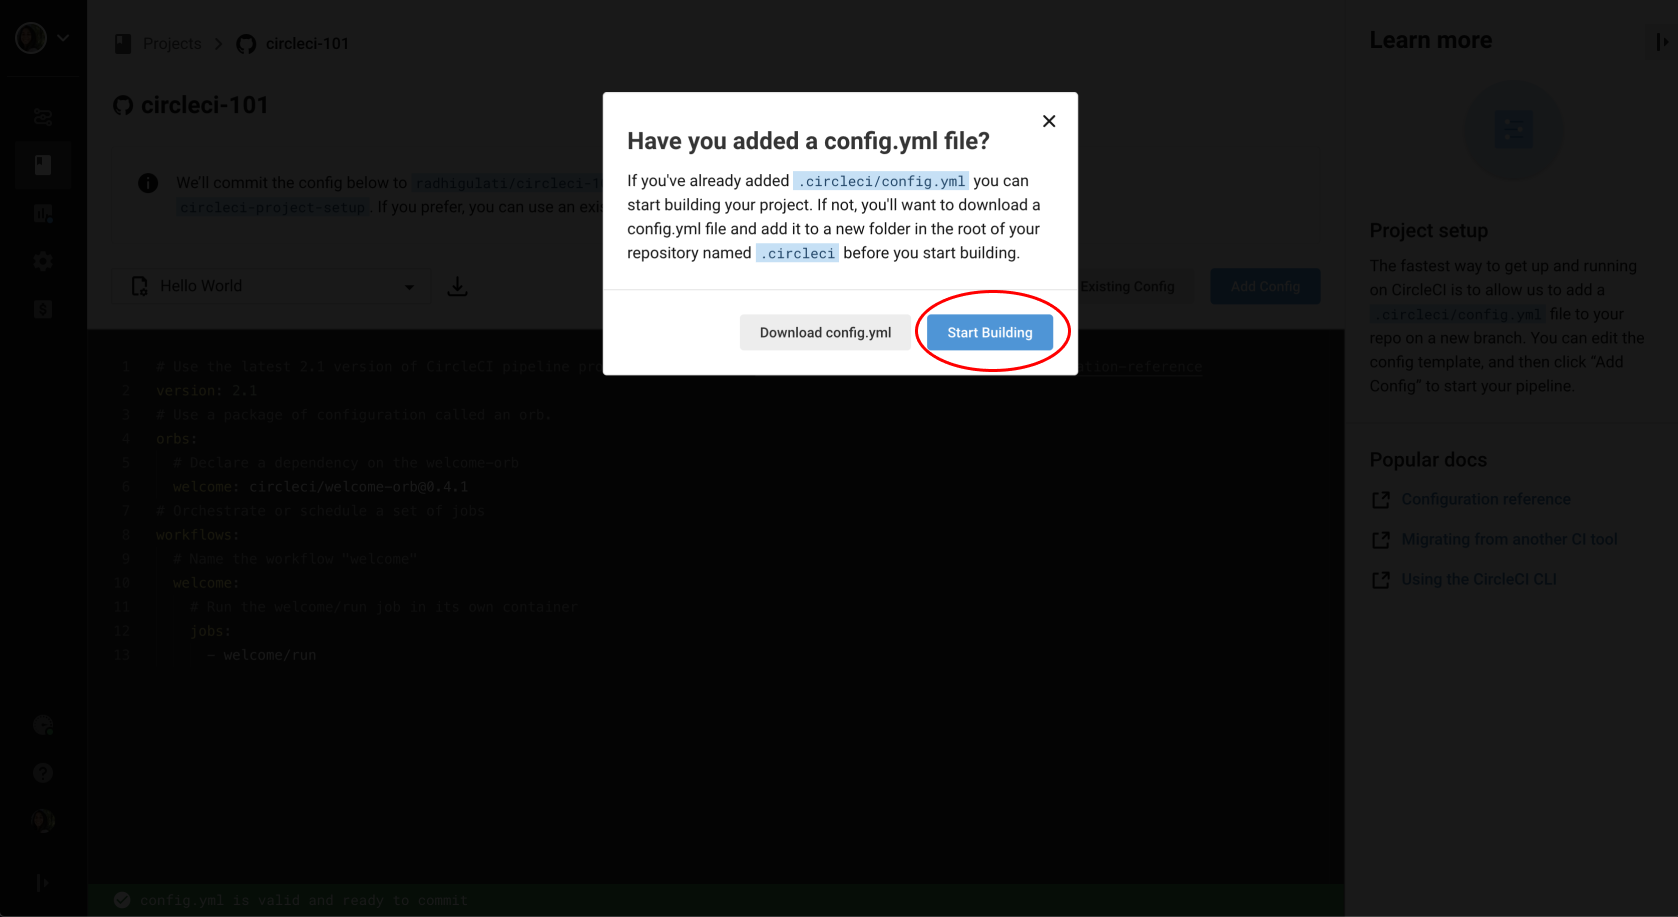 Projects
circleci-101
circleci-101
We'll commit the config below to radhigulati/circleci-1
circleci-project-setup. If you prefer, you can use an exis
Hello World
Existing Config
Add Config
Have you added a config.yml file?
If you've already added .circleci/config.yml you can
start building your project. If not, you'll want to download a
config.yml file and add it to a new folder in the root of your
repository named .circleci before you start building.
Download config.yml
Start Building
1 # Use the latest 2.1 version of CircleCI pipeline pro
ation-reference
2 version: 2.1
3 # Use a package of configuration called an orb.
4 orbs:
5 # Declare a dependency on the welcome-orb
6 welcome: circleci/welcome-orb@0.4.1
7 # Orchestrate or schedule a set of jobs
8 workflows:
9 # Name the workflow "welcome"
10 welcome:
11 # Run the welcome/run job in its own container
12 jobs:
13 - welcome/run
config.yml is valid and ready to commit
Learn more
Project setup
The fastest way to get up and running
on CircleCI is to allow us to add a
.circleci/config.yml file to your
repo on a new branch. You can edit the
config template, and then click "Add
Config" to start your pipeline.
Popular docs
Configuration reference
Migrating from another CI tool
Using the CircleCI CLI